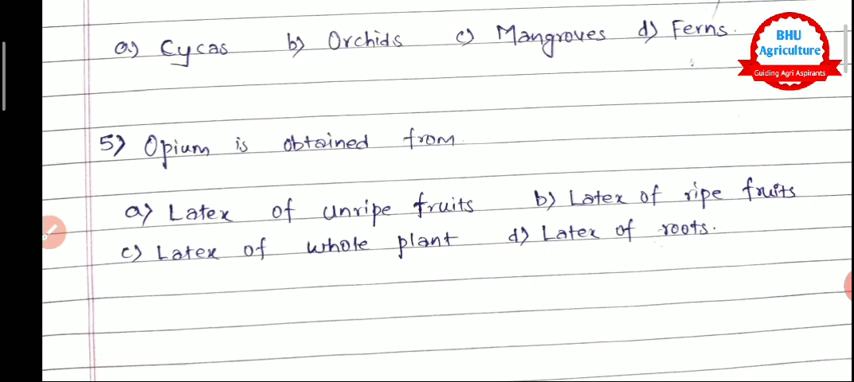 a) Cycas b) Orchids c) Mangroves d) Ferns.
BHU
Agriculture
Guiding Agri Aspirants
5) Opium is obtained from
a) Latex of unripe fruits b) Latex of ripe fruits
c) Latex of whole plant d) Latex of roots.